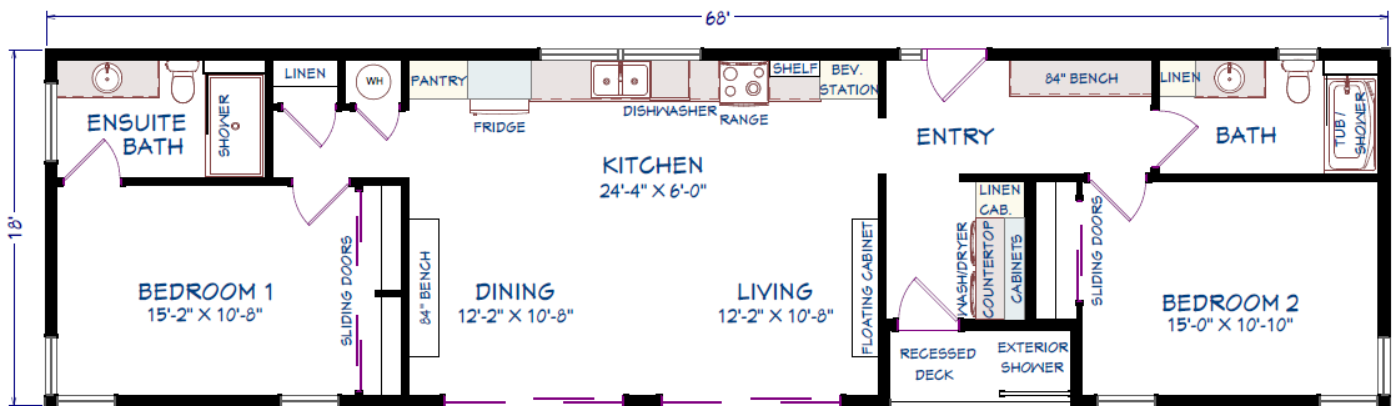 68'
18'
ENSUITE
BATH
SHOWER
LINEN
WH
PANTRY
FRIDGE
DISHWASHER
RANGE
SHELF
BEV.
STATION
KITCHEN
24'-4" X 6'-0"
ENTRY
84" BENCH
LINEN
BATH
TUB/
SHOWER
BEDROOM 1
15'-2" X 10'-8"
SLIDING DOORS
84" BENCH
DINING
12'-2" X 10'-8"
LIVING
12'-2" X 10'-8"
FLOATING CABINET
LINEN
CAB.
WASH/DRYER
COUNTERTOP
CABINETS
SLIDING DOORS
BEDROOM 2
15'-0" X 10'-10"
RECESSED
DECK
EXTERIOR
SHOWER